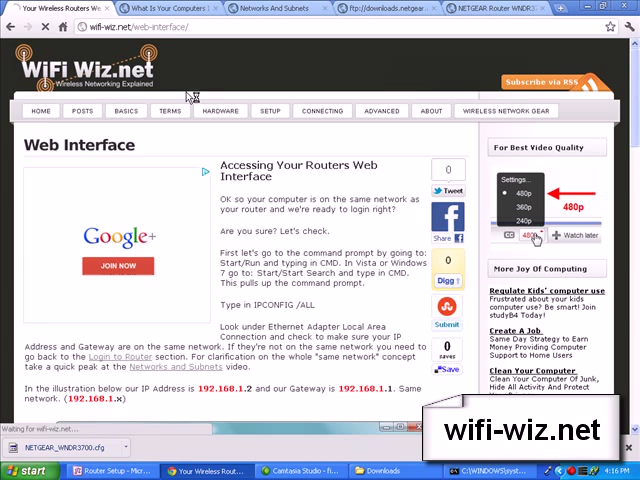 Your Wireless Routers We
What Is Your Computers I
Networks And Subnets
ftp://downloads.netgear.
NETGEAR Router WNDR3
wifi-wiz.net/web-interface/
WiFi Wiz.net
Wireless Networking Explained
Subscribe via RSS
HOME
POSTS
BASICS
TERMS
HARDWARE
SETUP
CONNECTING
ADVANCED
ABOUT
WIRELESS NETWORK GEAR
Web Interface
Google+
JOIN NOW
Accessing Your Routers Web
Interface
OK so your computer is on the same network as
your router and we're ready to login right?
Are you sure? Let's check.
First let's go to the command prompt by going to:
Start/Run and typing in CMD. In Vista or Windows
7 go to: Start/Start Search and type in CMD.
This pulls up the command prompt.
Type in IPCONFIG /ALL
Look under Ethernet Adapter Local Area
Connection and check to make sure your IP
Address and Gateway are on the same network. If they're not on the same network you need to
go back to the Login to Router section. For clarification on the whole "same network" concept
take a quick peak at the Networks and Subnets video.
In the illustration below our IP Address is 192.168.1.2 and our Gateway is 192.168.1.1. Same
network. (192.168.1.x)
0
Tweet
Share
0
Digg
Submit
0
saves
Save
For Best Video Quality
Settings...
480p
360p
240p
480p
CC
480p
Watch later
More Joy Of Computing
Regulate Kids' computer use
Frustrated about your kids
computer use? Be smart! Join
studyB4 Today!
Create A Job
Same Day Strategy to Earn
Money Providing Computer
Support to Home Users
Clean Your Computer
Clean Your Computer Of Junk,
Hide All Activity And Protect
wifi-wiz.net
Waiting for wifi-wiz.net...
NETGEAR_WNDR3700.cfg
start
Router Setup - Micr...
Your Wireless Rout...
Camtasia Studio - fi...
Downloads
C:\WINDOWS\syst...
4:16 PM